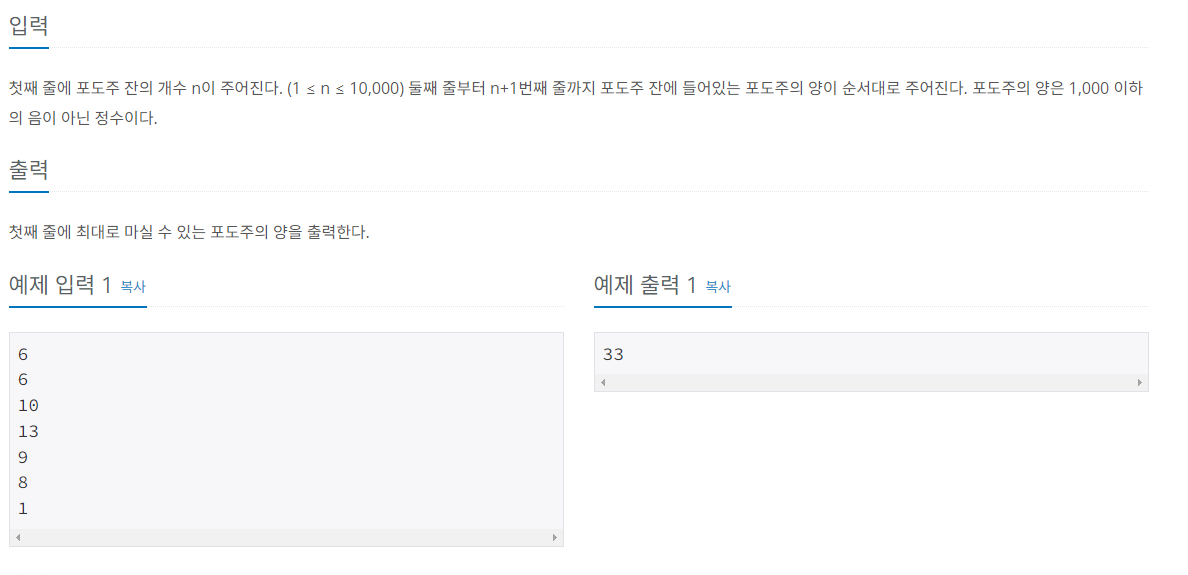 입력
첫째 줄에 포도주 잔의 개수 n이 주어진다. (1 ≤ n ≤ 10,000) 둘째 줄부터 n+1번째 줄까지 포도주 잔에 들어있는 포도주의 양이 순서대로 주어진다. 포도주의 양은 1,000 이하
의 음이 아닌 정수이다.
출력
첫째 줄에 최대로 마실 수 있는 포도주의 양을 출력한다.
예제 입력 1 복사
6
6
10
13
9
8
1
예제 출력 1 복사
33